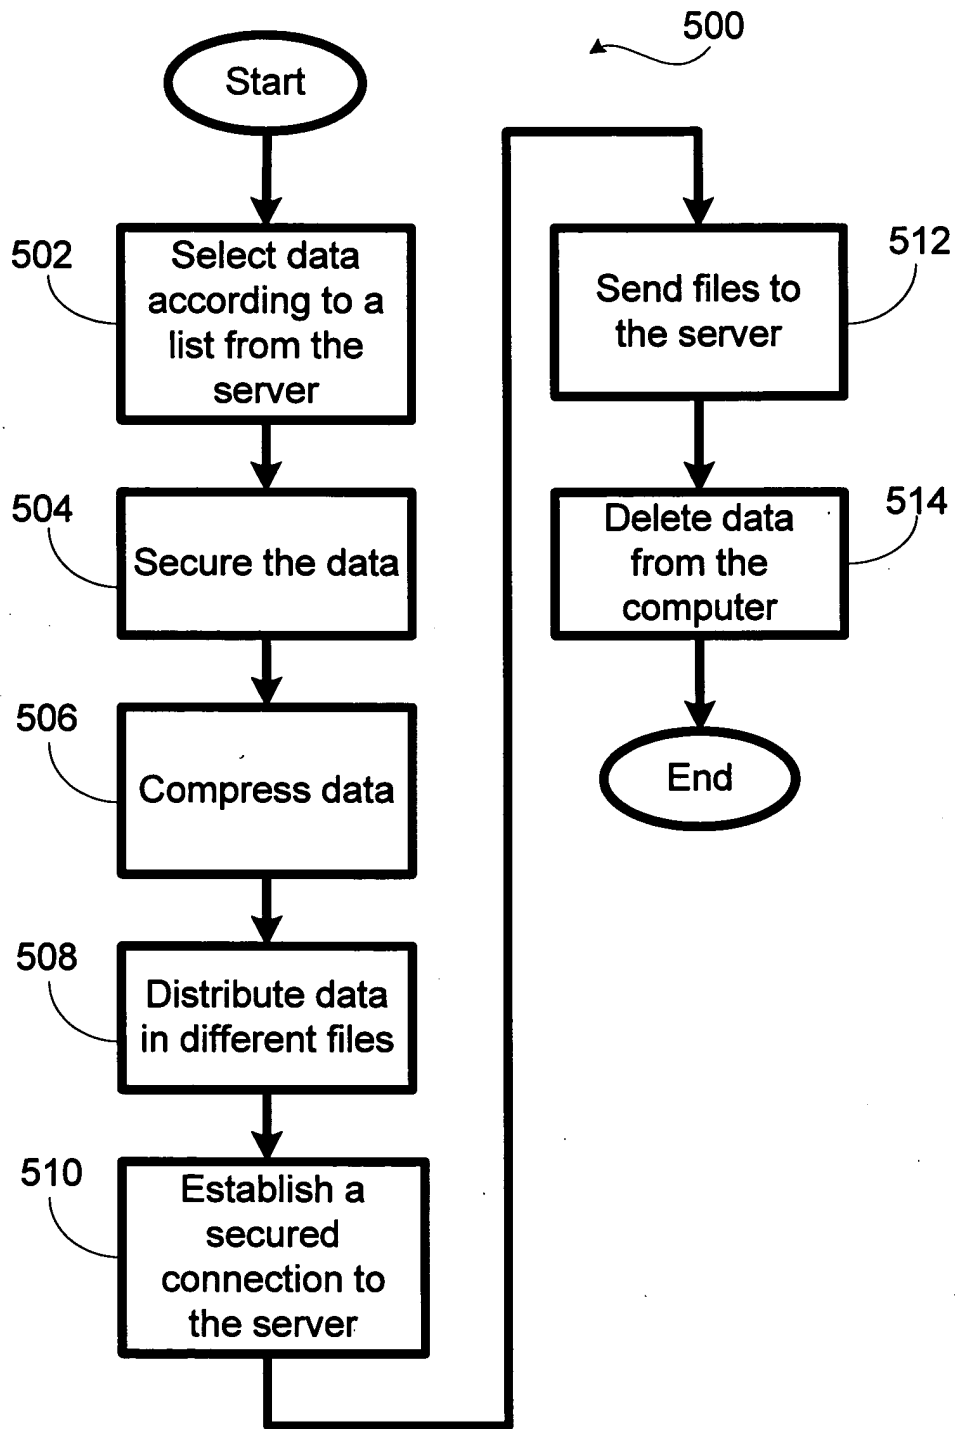 500
Start
502
Select data
according to a
list from the
server
504
Secure the data
506
Compress data
508
Distribute data
in different files
510
Establish a
secured
connection to
the server
512
Send files to
the server
514
Delete data
from the
computer
End